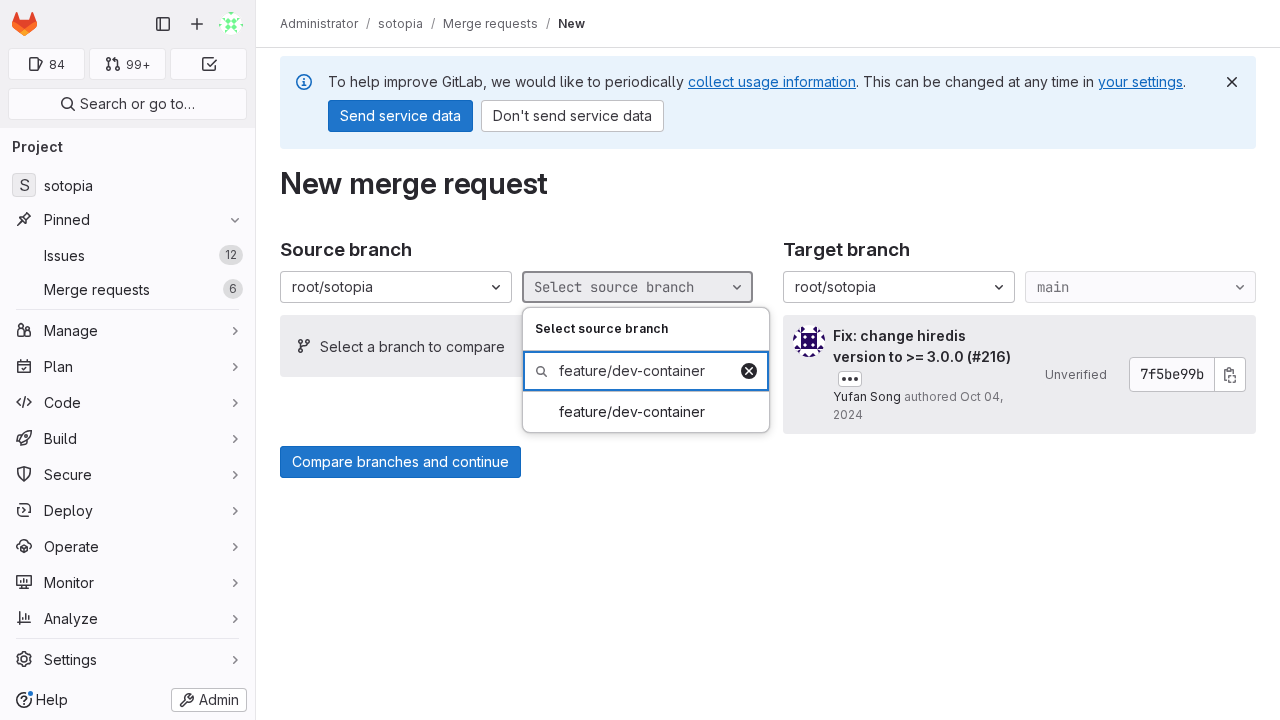 Administrator / sotopia / Merge requests / New
84
99+
Search or go to…
To help improve GitLab, we would like to periodically collect usage information. This can be changed at any time in your settings.
Send service data
Don't send service data
Project
S sotopia
Pinned
Issues 12
Merge requests 6
Manage
Plan
Code
Build
Secure
Deploy
Operate
Monitor
Analyze
Settings
Help
Admin
New merge request
Source branch
root/sotopia
Select source branch
Select a branch to compare
Select source branch
feature/dev-container
feature/dev-container
Compare branches and continue
Target branch
root/sotopia
main
Fix: change hiredis
version to >= 3.0.0 (#216)
Yufan Song authored Oct 04,
2024
Unverified
7f5be99b